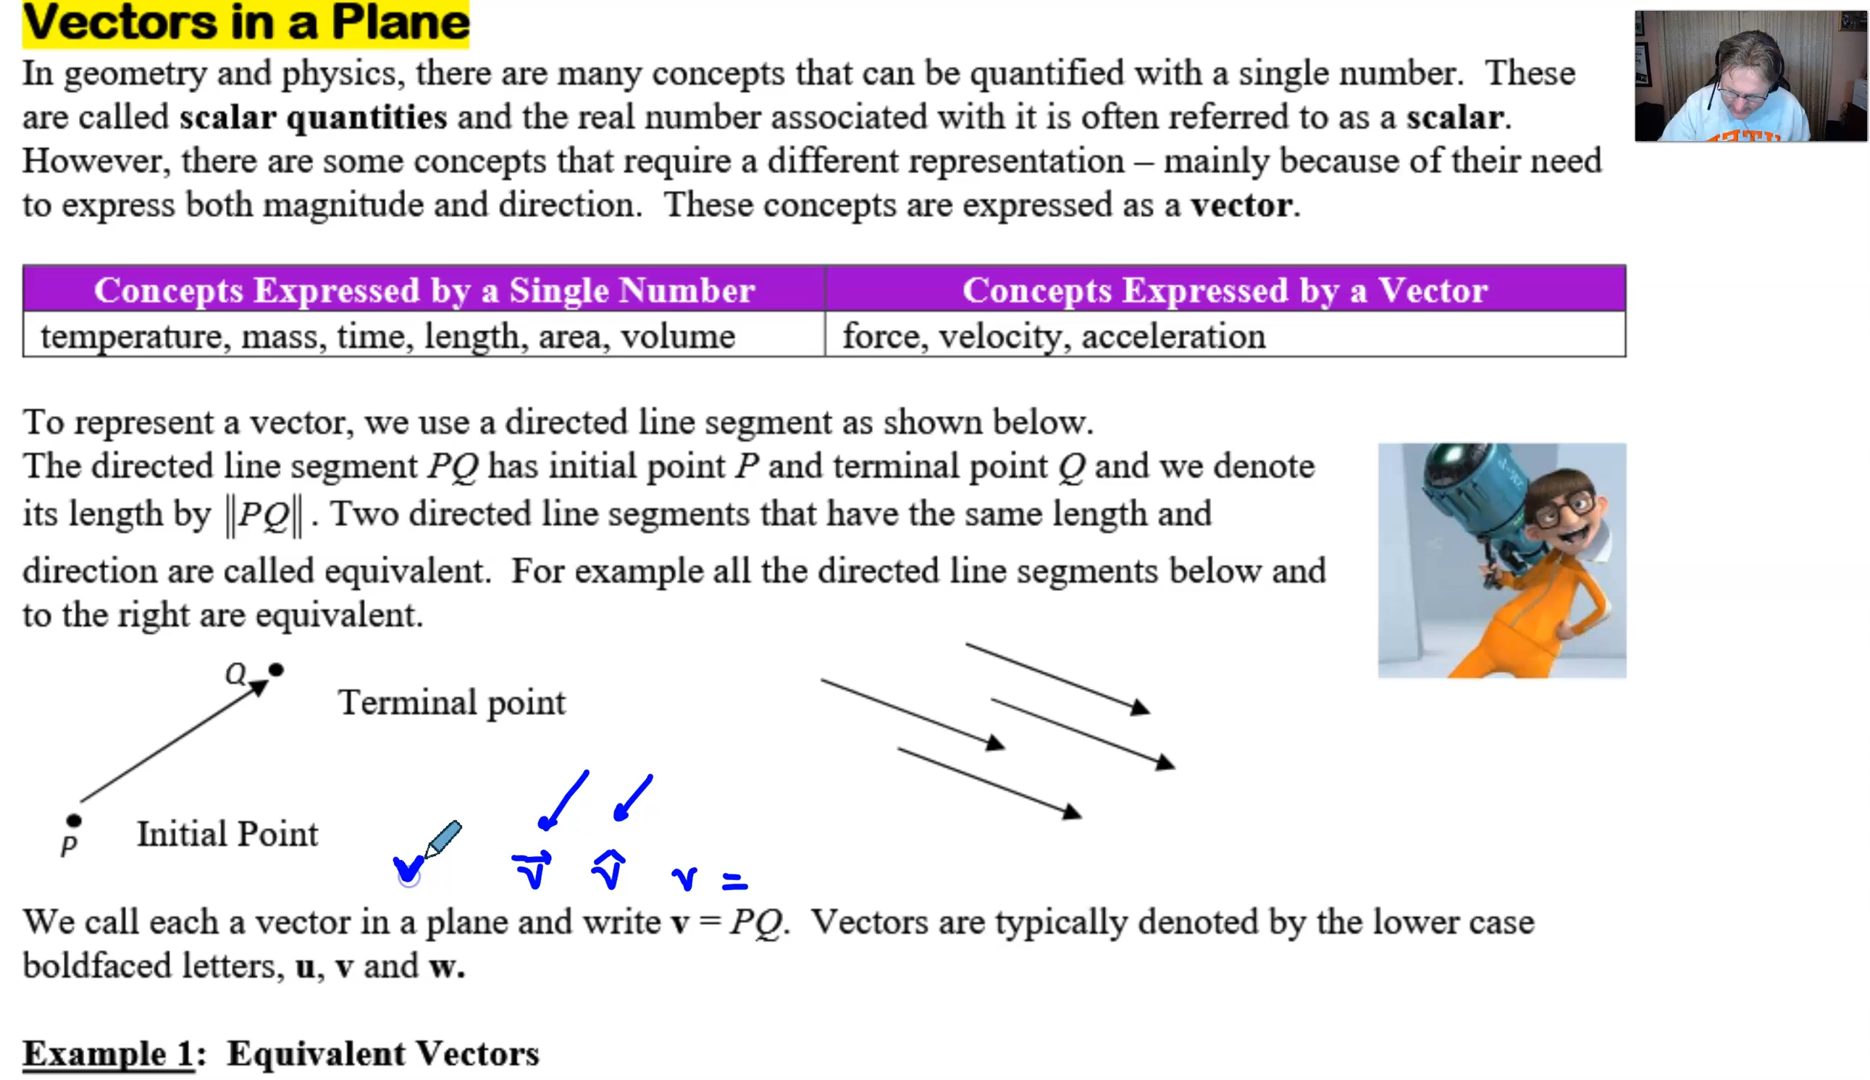 Vectors in a Plane
In geometry and physics, there are many concepts that can be quantified with a single number. These
are called scalar quantities and the real number associated with it is often referred to as a scalar.
However, there are some concepts that require a different representation – mainly because of their need
to express both magnitude and direction. These concepts are expressed as a vector.
Concepts Expressed by a Single Number
Concepts Expressed by a Vector
temperature, mass, time, length, area, volume
force, velocity, acceleration
To represent a vector, we use a directed line segment as shown below.
The directed line segment PQ has initial point P and terminal point Q and we denote
its length by ‖PQ‖. Two directed line segments that have the same length and
direction are called equivalent. For example all the directed line segments below and
to the right are equivalent.
Q
Terminal point
P
Initial Point
v v⃗ v̂ v =
We call each a vector in a plane and write v = PQ. Vectors are typically denoted by the lower case
boldfaced letters, u, v and w.
Example 1: Equivalent Vectors